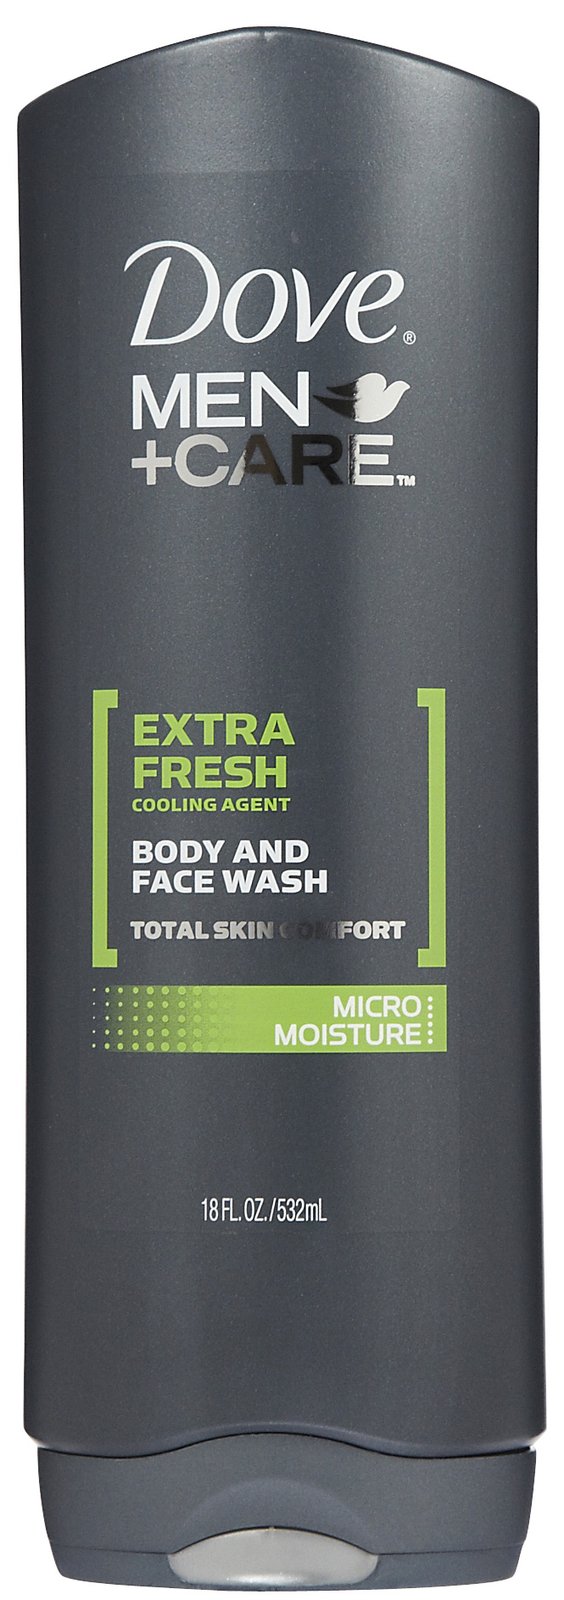 Dove®
MEN
+CARE™
EXTRA
FRESH
COOLING AGENT
BODY AND
FACE WASH
TOTAL SKIN COMFORT
MICRO
MOISTURE
18 FL. OZ./532mL